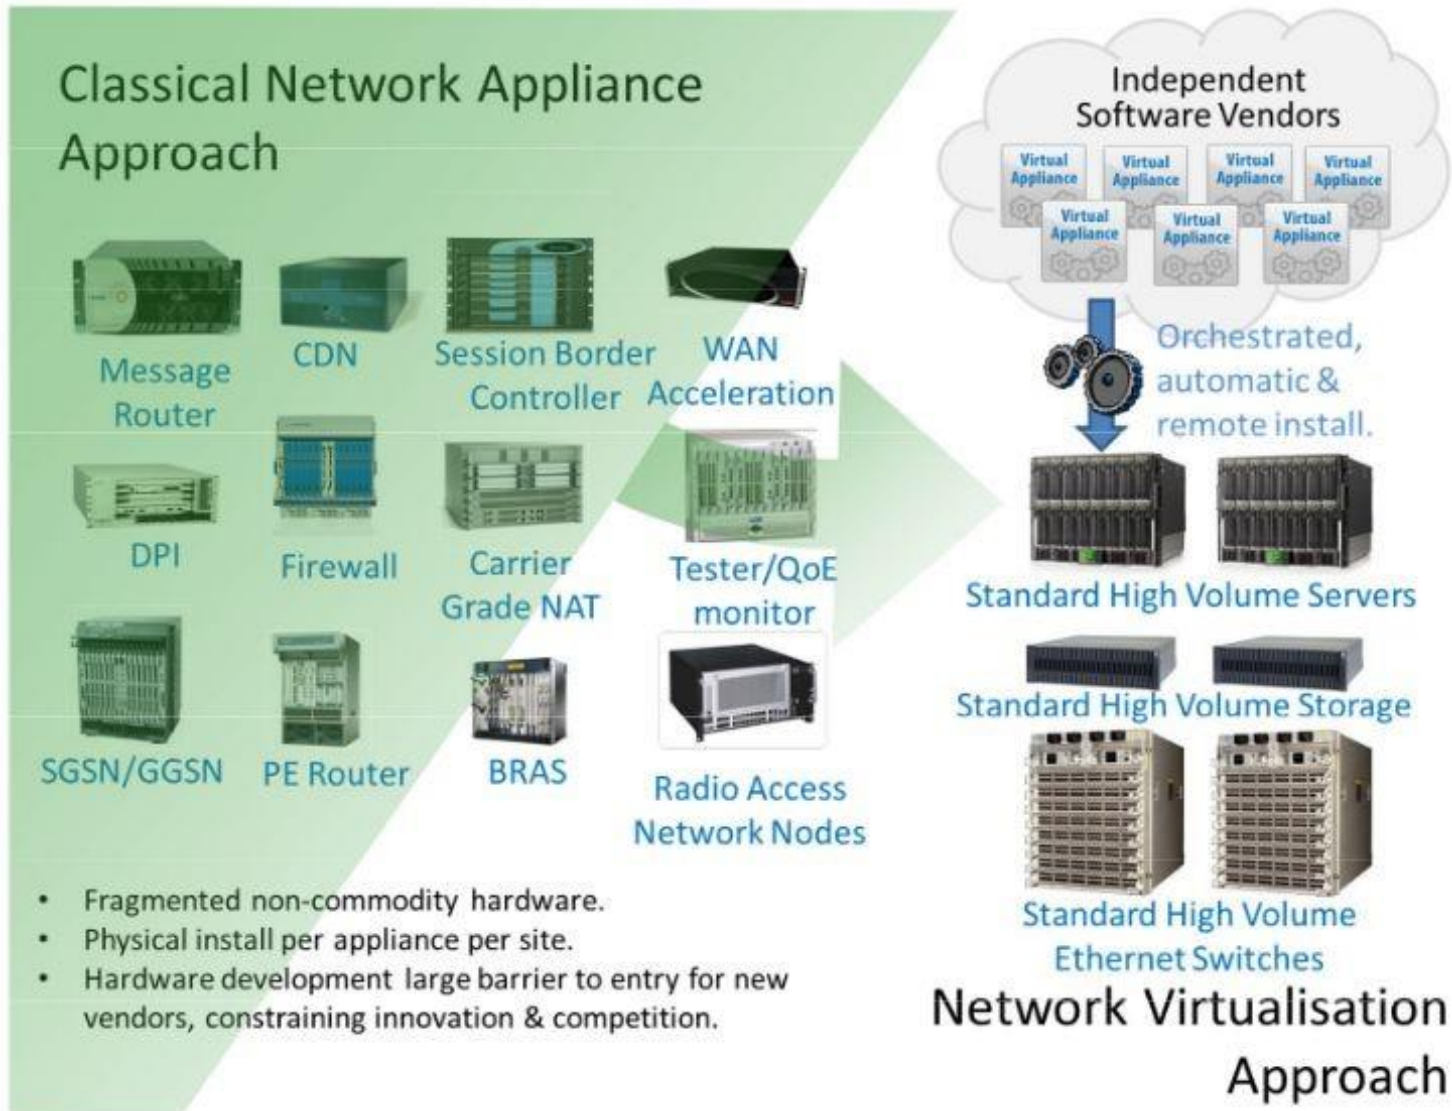 Classical Network Appliance
Approach
Message
Router
CDN
Session Border
Controller
WAN
Acceleration
DPI
Firewall
Carrier
Grade NAT
Tester/QoE
monitor
SGSN/GGSN
PE Router
BRAS
Radio Access
Network Nodes
• Fragmented non-commodity hardware.
• Physical install per appliance per site.
• Hardware development large barrier to entry for new
vendors, constraining innovation & competition.
Independent
Software Vendors
Virtual
Appliance
Virtual
Appliance
Virtual
Appliance
Virtual
Appliance
Virtual
Appliance
Virtual
Appliance
Virtual
Appliance
Orchestrated,
automatic &
remote install.
Standard High Volume Servers
Standard High Volume Storage
Standard High Volume
Ethernet Switches
Network Virtualisation
Approach